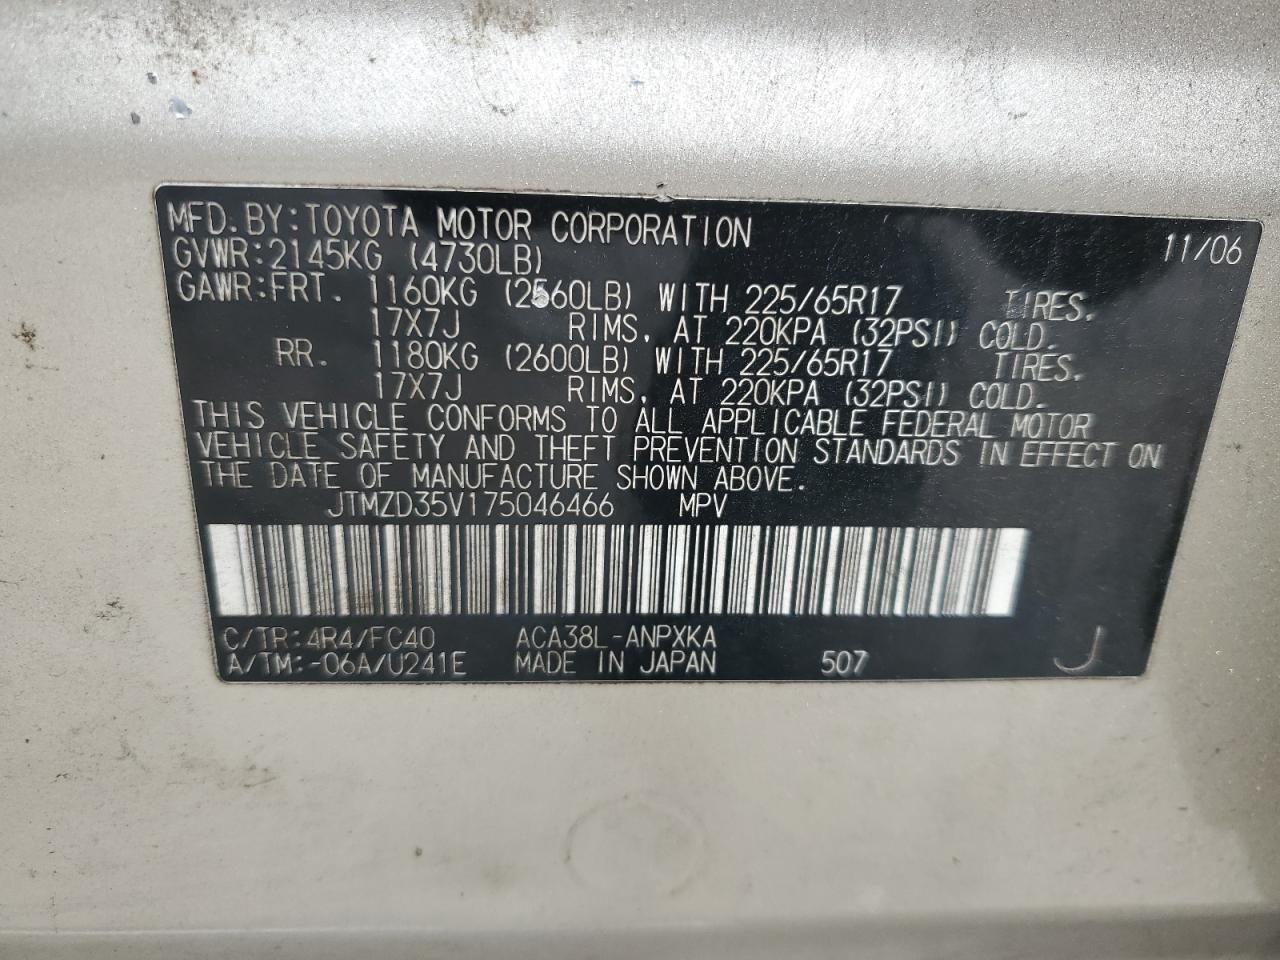 MFD. BY: TOYOTA MOTOR CORPORATION 11/06
GVWR: 2145KG (4730LB)
GAWR: FRT. 1160KG (2560LB) WITH 225/65R17 TIRES,
17X7J RIMS, AT 220KPA (32PSI) COLD.
RR. 1180KG (2600LB) WITH 225/65R17 TIRES,
17X7J RIMS, AT 220KPA (32PSI) COLD.
THIS VEHICLE CONFORMS TO ALL APPLICABLE FEDERAL MOTOR
VEHICLE SAFETY AND THEFT PREVENTION STANDARDS IN EFFECT ON
THE DATE OF MANUFACTURE SHOWN ABOVE.
JTMZD35V175046466 MPV
C/TR: 4R4/FC40 ACA38L-ANPXKA
A/TM: -06A/U241E MADE IN JAPAN 507 J